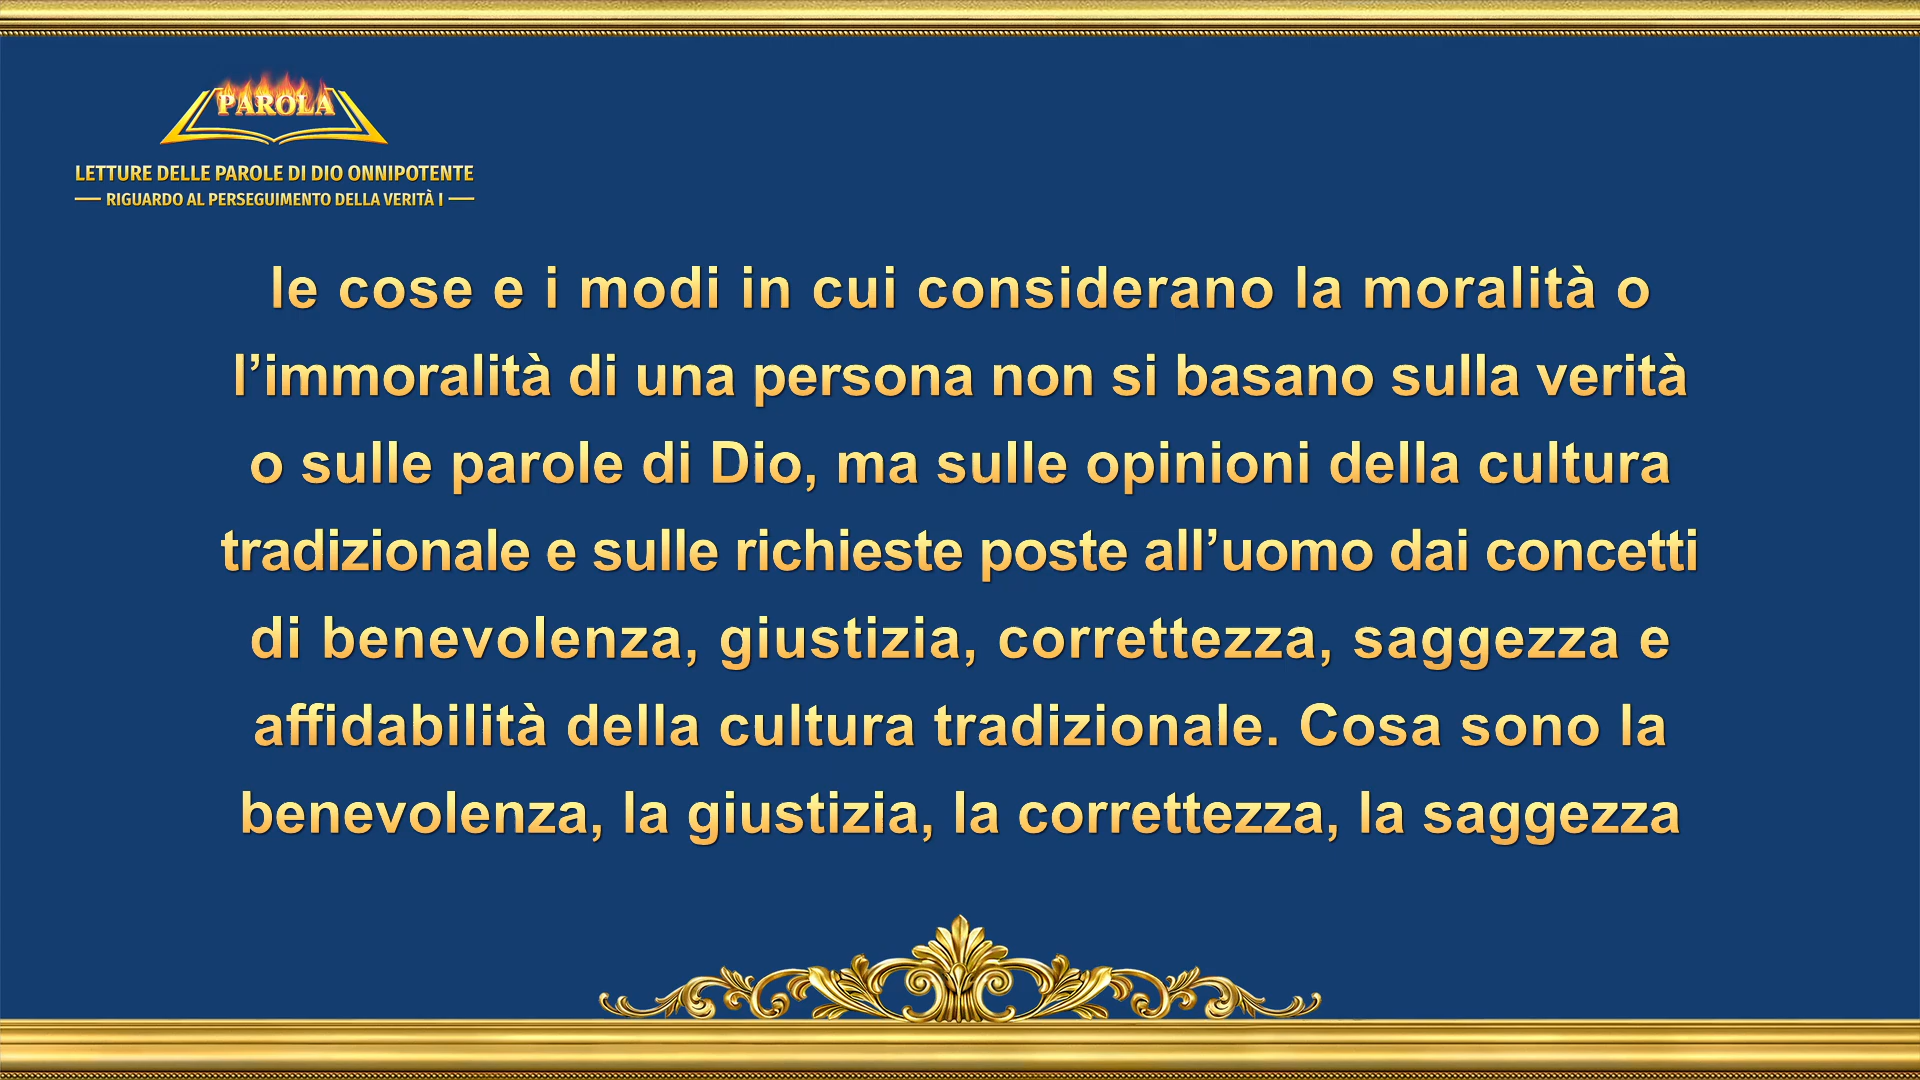 PAROLA
LETTURE DELLE PAROLE DI DIO ONNIPOTENTE
RIGUARDO AL PERSEGUIMENTO DELLA VERITÀ I
le cose e i modi in cui considerano la moralità o
l’immoralità di una persona non si basano sulla verità
o sulle parole di Dio, ma sulle opinioni della cultura
tradizionale e sulle richieste poste all’uomo dai concetti
di benevolenza, giustizia, correttezza, saggezza e
affidabilità della cultura tradizionale. Cosa sono la
benevolenza, la giustizia, la correttezza, la saggezza